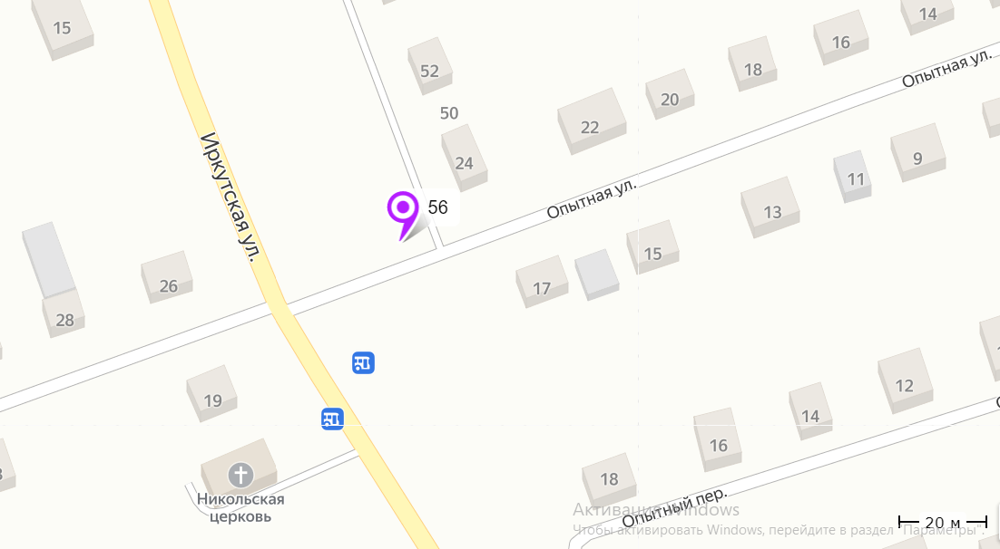 15
14
16
52
18
Опытная ул.
20
50
22
24
9
11
Иркутская ул.
56
Опытная ул.
13
15
26
17
28
12
19
14
16
18
Никольская
церковь
Опытный пер.
Активация Windows
Чтобы активировать Windows, перейдите в раздел "Параметры".
20 м